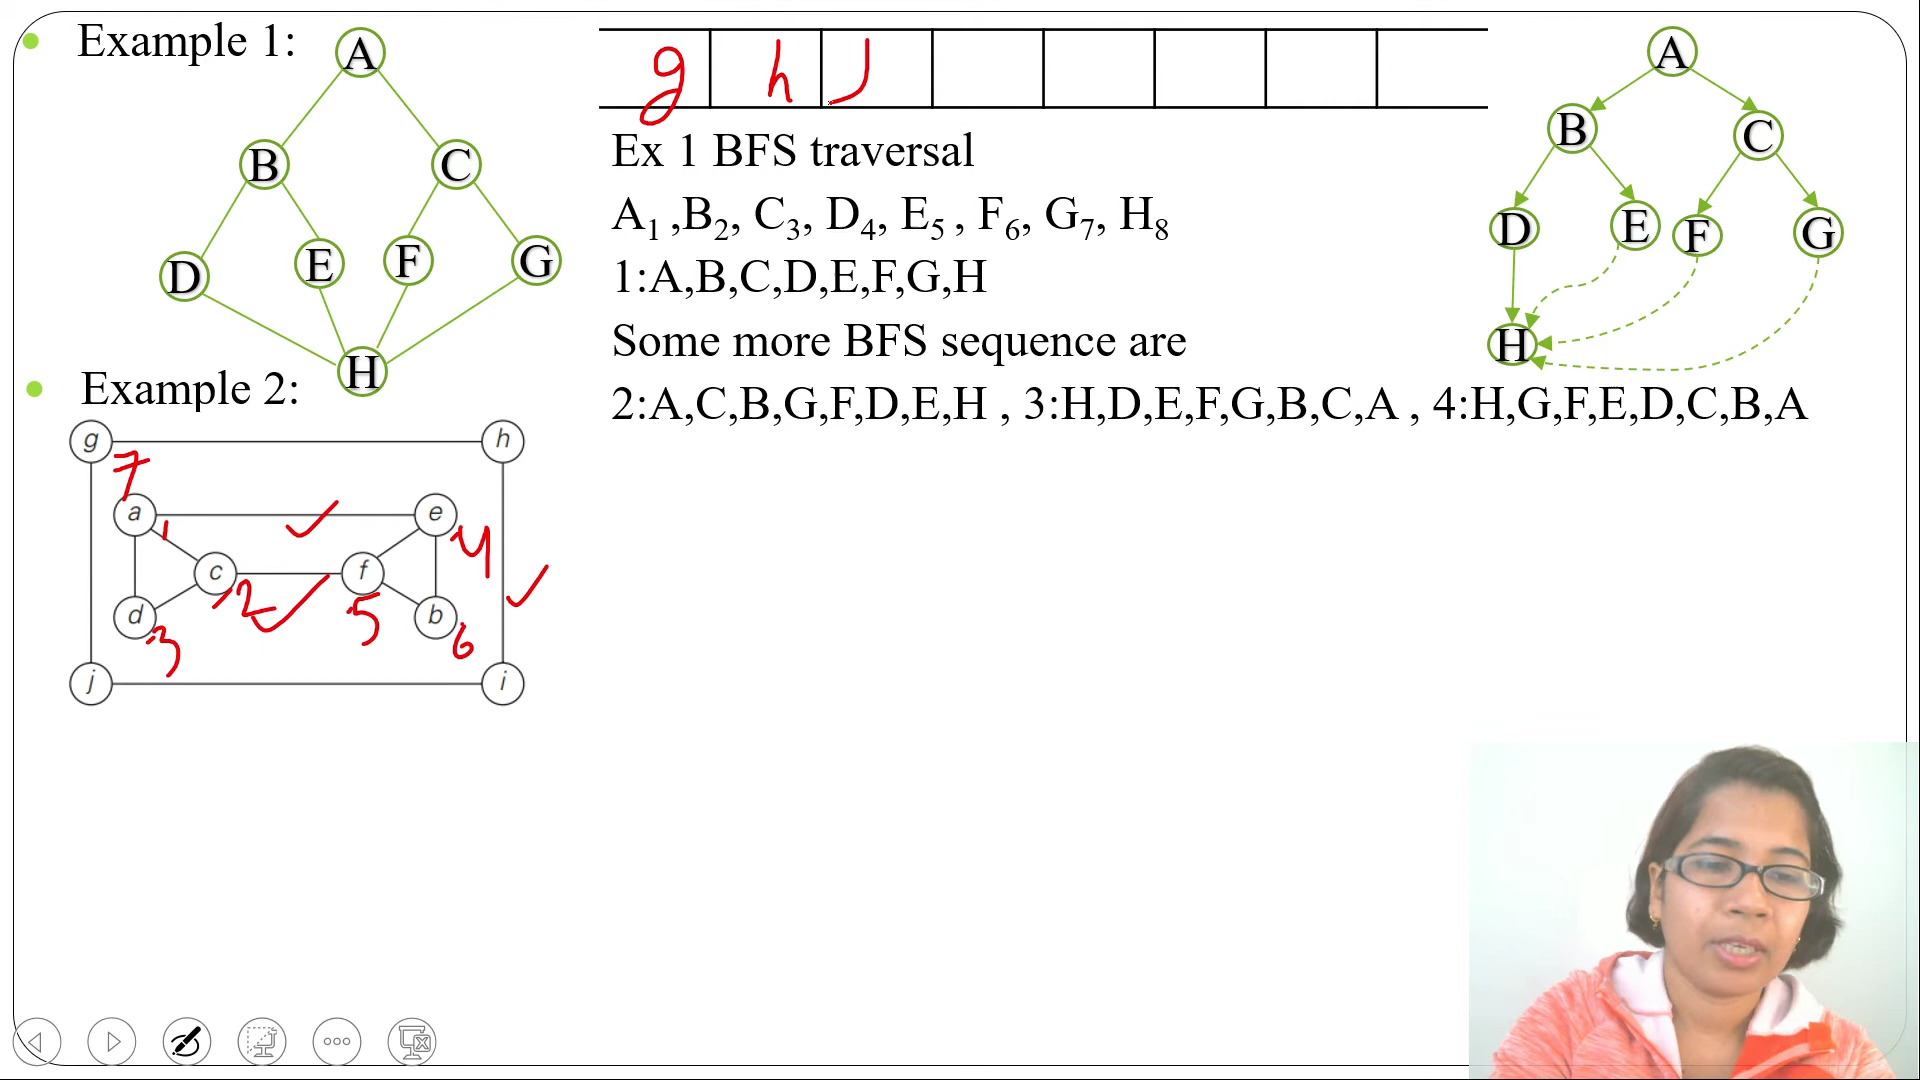 Example 1:
A
B C
D E F G
H
g h j
A
B C
D E F G
H
Ex 1 BFS traversal
A1 ,B2, C3, D4, E5 , F6, G7, H8
1:A,B,C,D,E,F,G,H
Some more BFS sequence are
2:A,C,B,G,F,D,E,H , 3:H,D,E,F,G,B,C,A , 4:H,G,F,E,D,C,B,A
Example 2:
g h
7
a e
1 4
c f
2 5
d b
3 6
j i